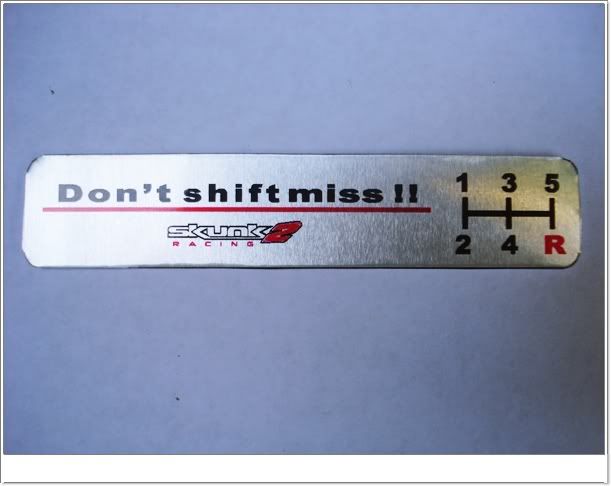 Don't shift miss !!
skunk2
RACING
1 3 5
2 4 R